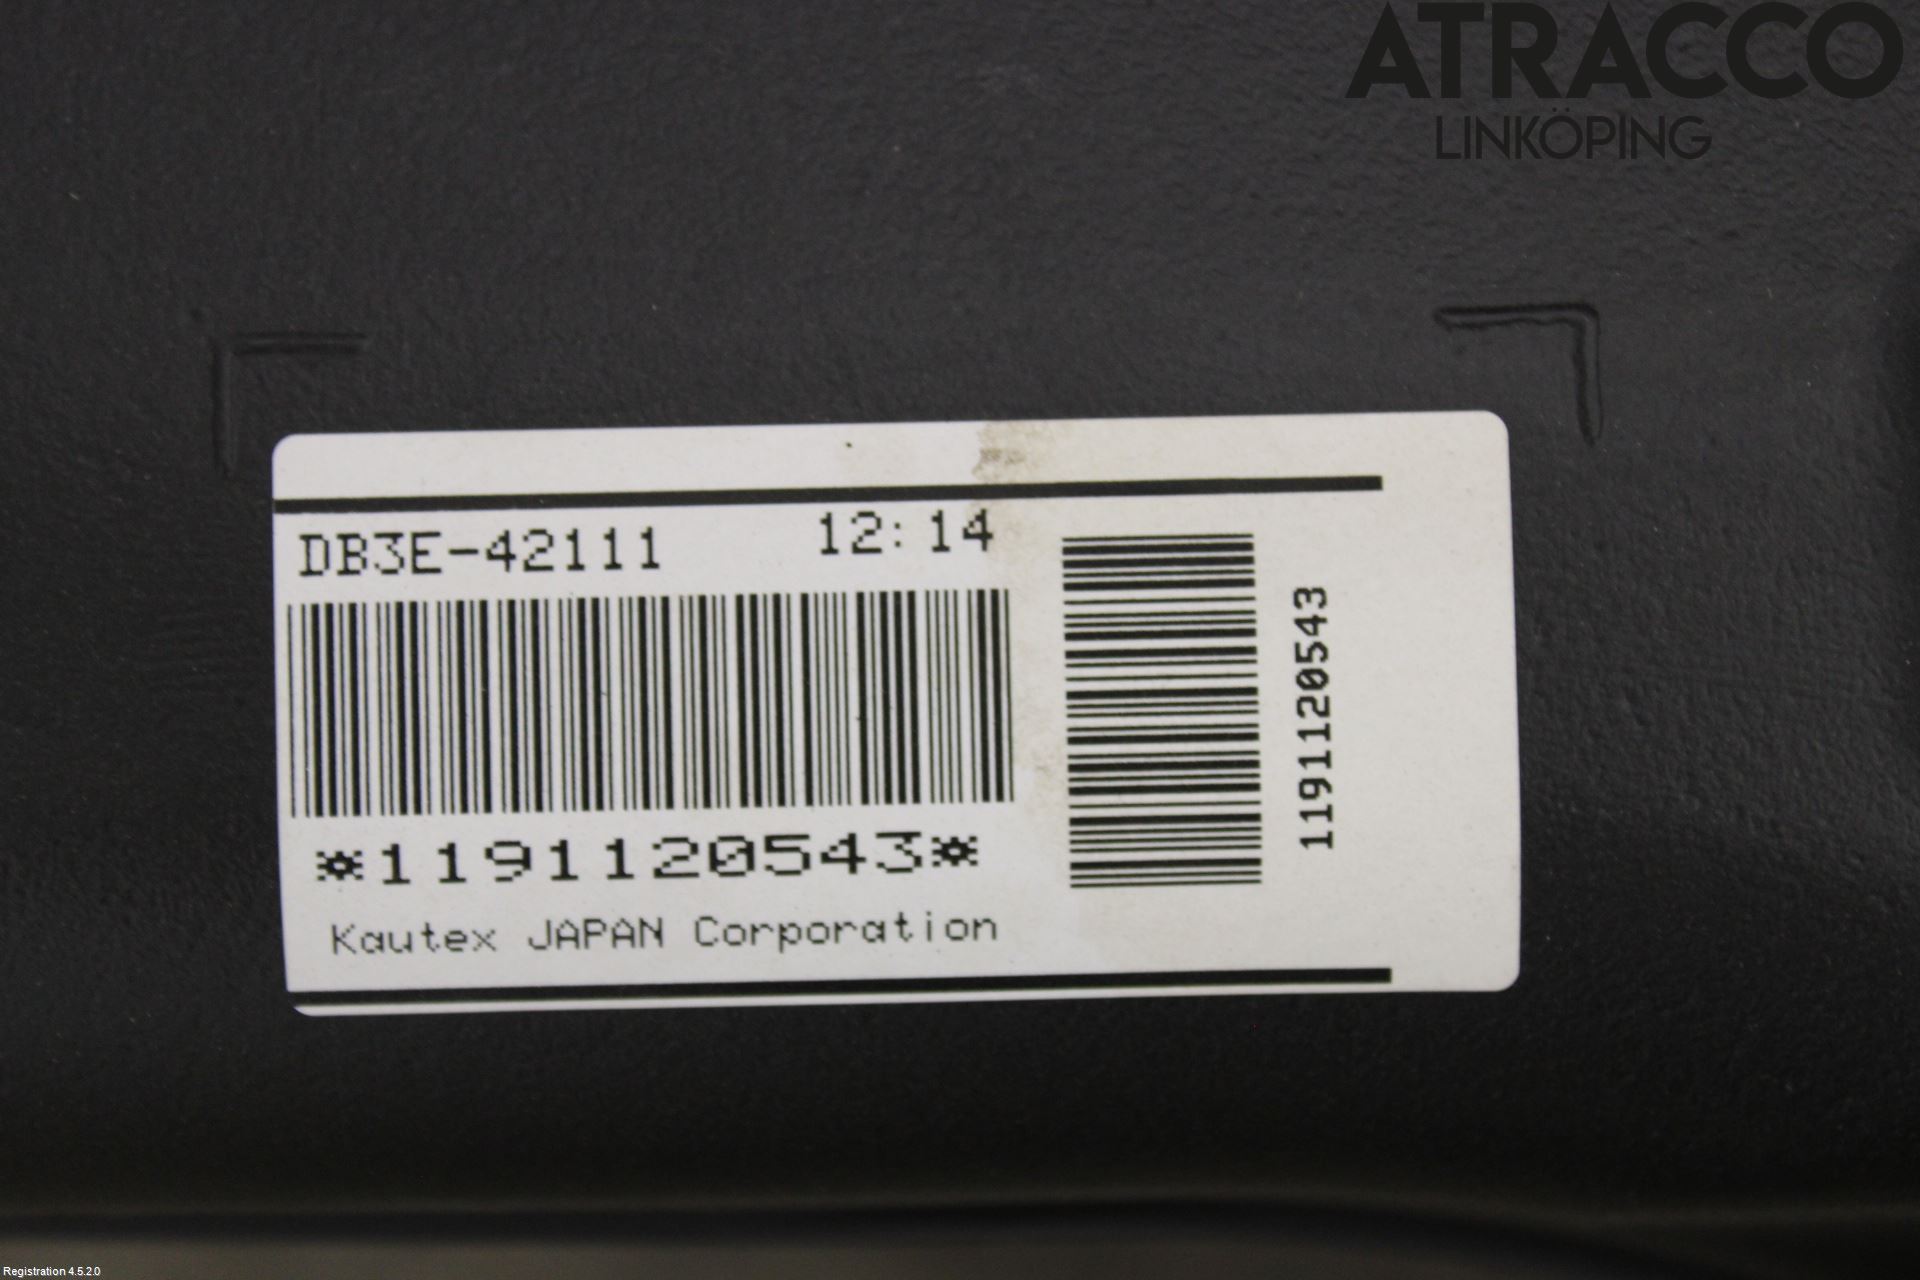 ATRACCO
LINKÖPING
DB3E-42111 12:14
*1191120543*
1191120543
Kautex JAPAN Corporation
Registration 4.5.2.0